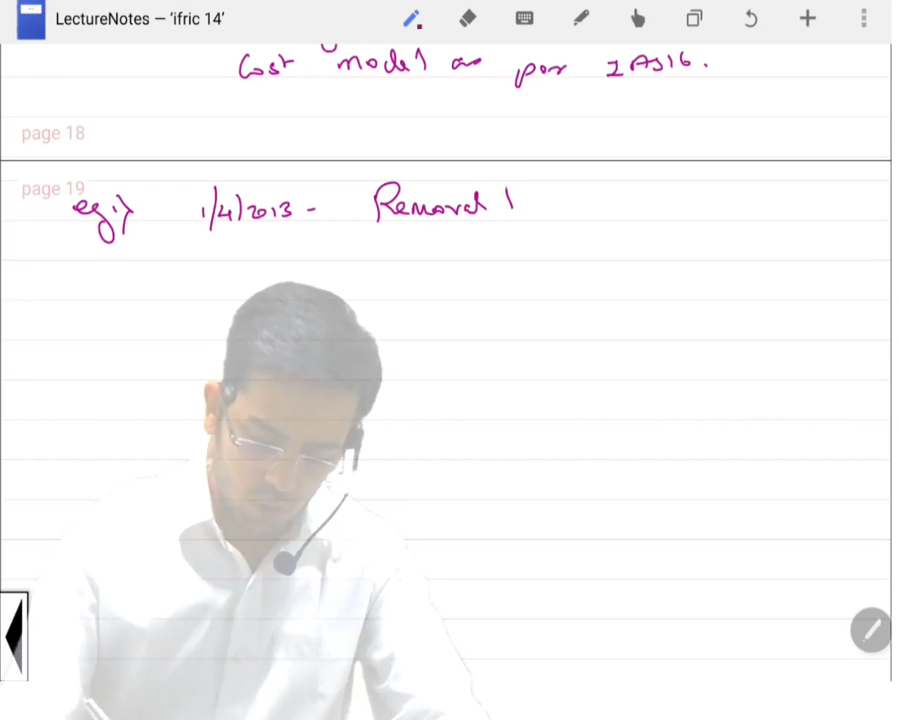 LectureNotes – 'ifric 14'
Cost model as per IAS16.
page 18
page 19
eg:1) 1/4/2013 - Removal